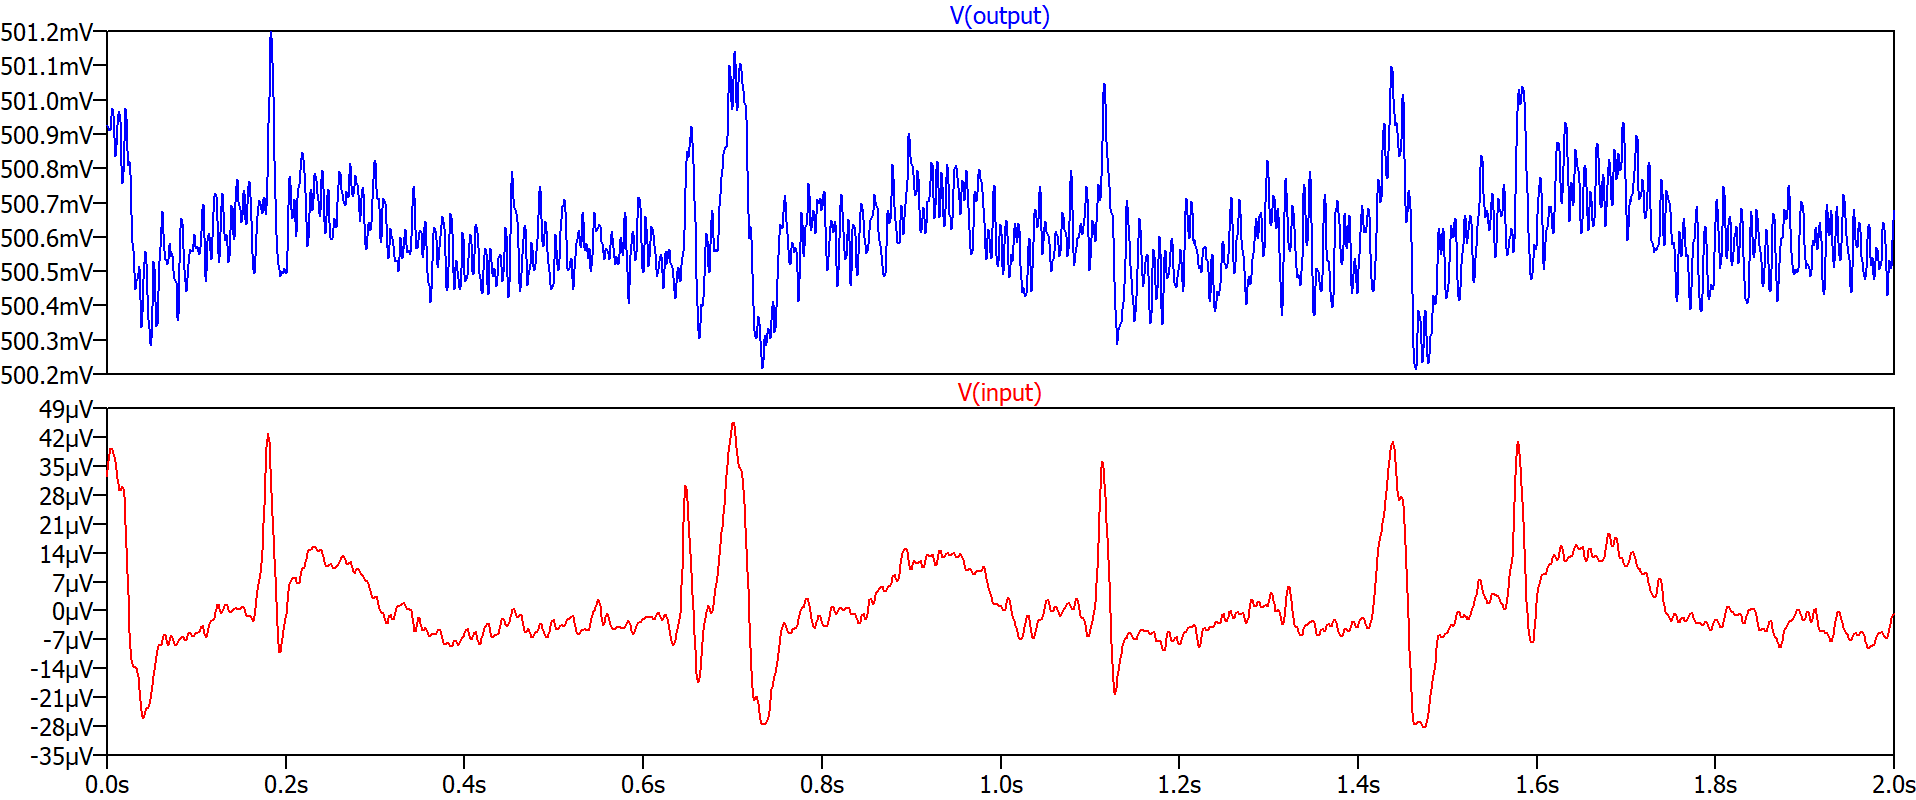 V(output)
501.2mV
501.1mV
501.0mV
500.9mV
500.8mV
500.7mV
500.6mV
500.5mV
500.4mV
500.3mV
500.2mV
V(input)
49µV
42µV
35µV
28µV
21µV
14µV
7µV
0µV
-7µV
-14µV
-21µV
-28µV
-35µV
0.0s 0.2s 0.4s 0.6s 0.8s 1.0s 1.2s 1.4s 1.6s 1.8s 2.0s